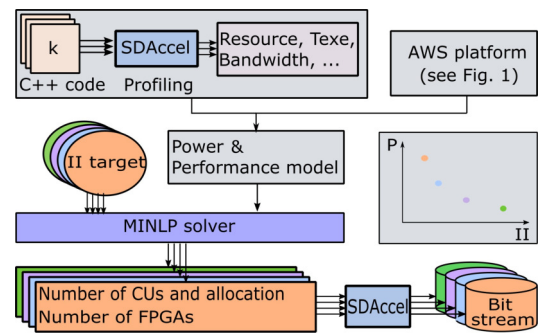 k
SDAccel
Resource, Texe,
Bandwidth, ...
C++ code
Profiling
AWS platform
(see Fig. 1)
II target
Power &
Performance model
P
II
MINLP solver
Number of CUs and allocation
Number of FPGAs
SDAccel
Bit
stream